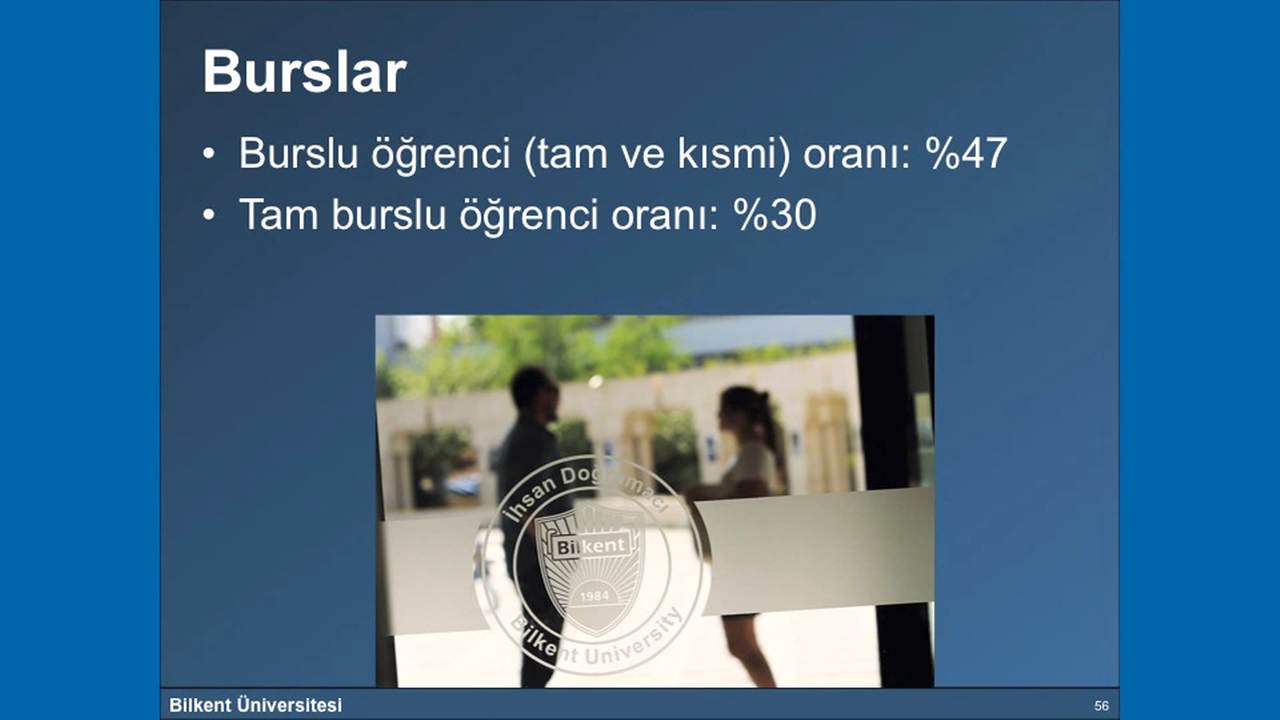 Burslar
• Burslu öğrenci (tam ve kısmi) oranı: %47
• Tam burslu öğrenci oranı: %30
İhsan Doğramacı
Bilkent
1984
Bilkent University
Bilkent Üniversitesi
56